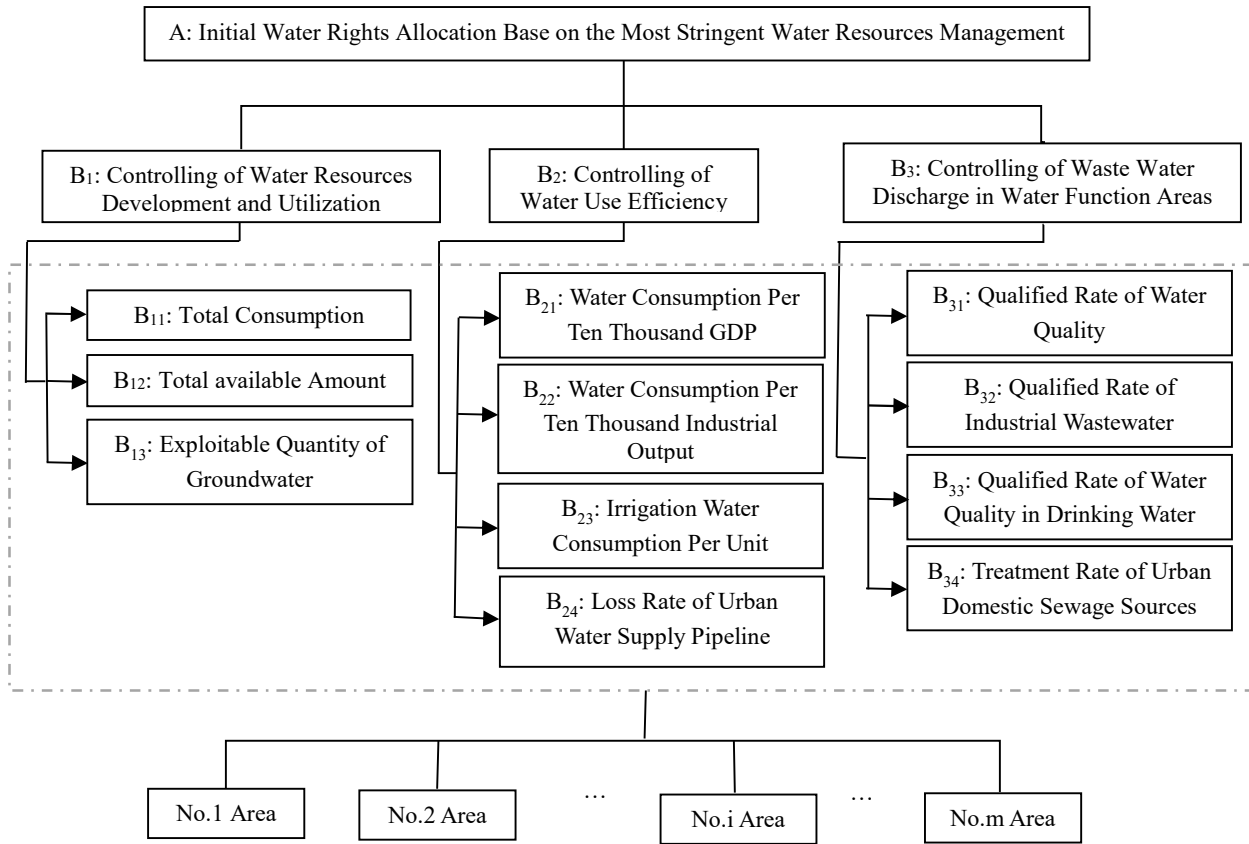 A: Initial Water Rights Allocation Base on the Most Stringent Water Resources Management
B1: Controlling of Water Resources
Development and Utilization
B2: Controlling of
Water Use Efficiency
B3: Controlling of Waste Water
Discharge in Water Function Areas
B11: Total Consumption
B12: Total available Amount
B13: Exploitable Quantity of
Groundwater
B21: Water Consumption Per
Ten Thousand GDP
B22: Water Consumption Per
Ten Thousand Industrial
Output
B23: Irrigation Water
Consumption Per Unit
B24: Loss Rate of Urban
Water Supply Pipeline
B31: Qualified Rate of Water
Quality
B32: Qualified Rate of
Industrial Wastewater
B33: Qualified Rate of Water
Quality in Drinking Water
B34: Treatment Rate of Urban
Domestic Sewage Sources
No.1 Area
No.2 Area
…
No.i Area
…
No.m Area